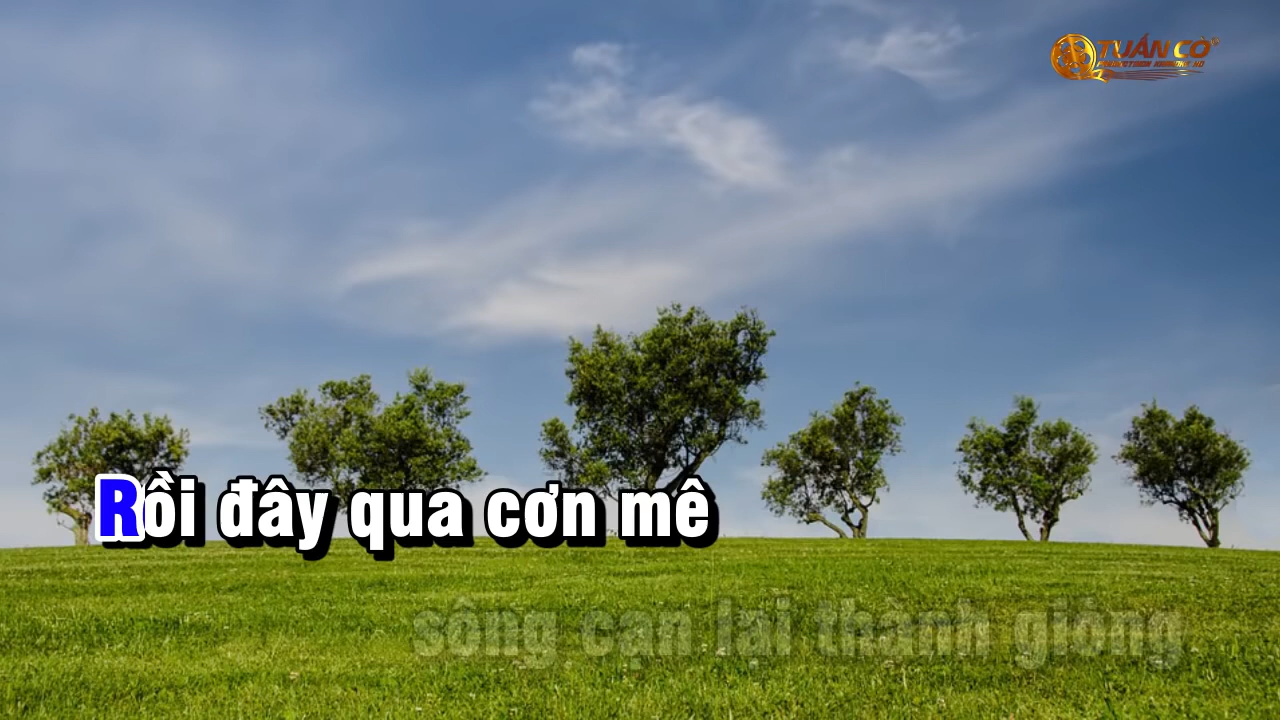 TUẤN CÒ
Rồi đây qua cơn mê
sông cạn lại thành giòng